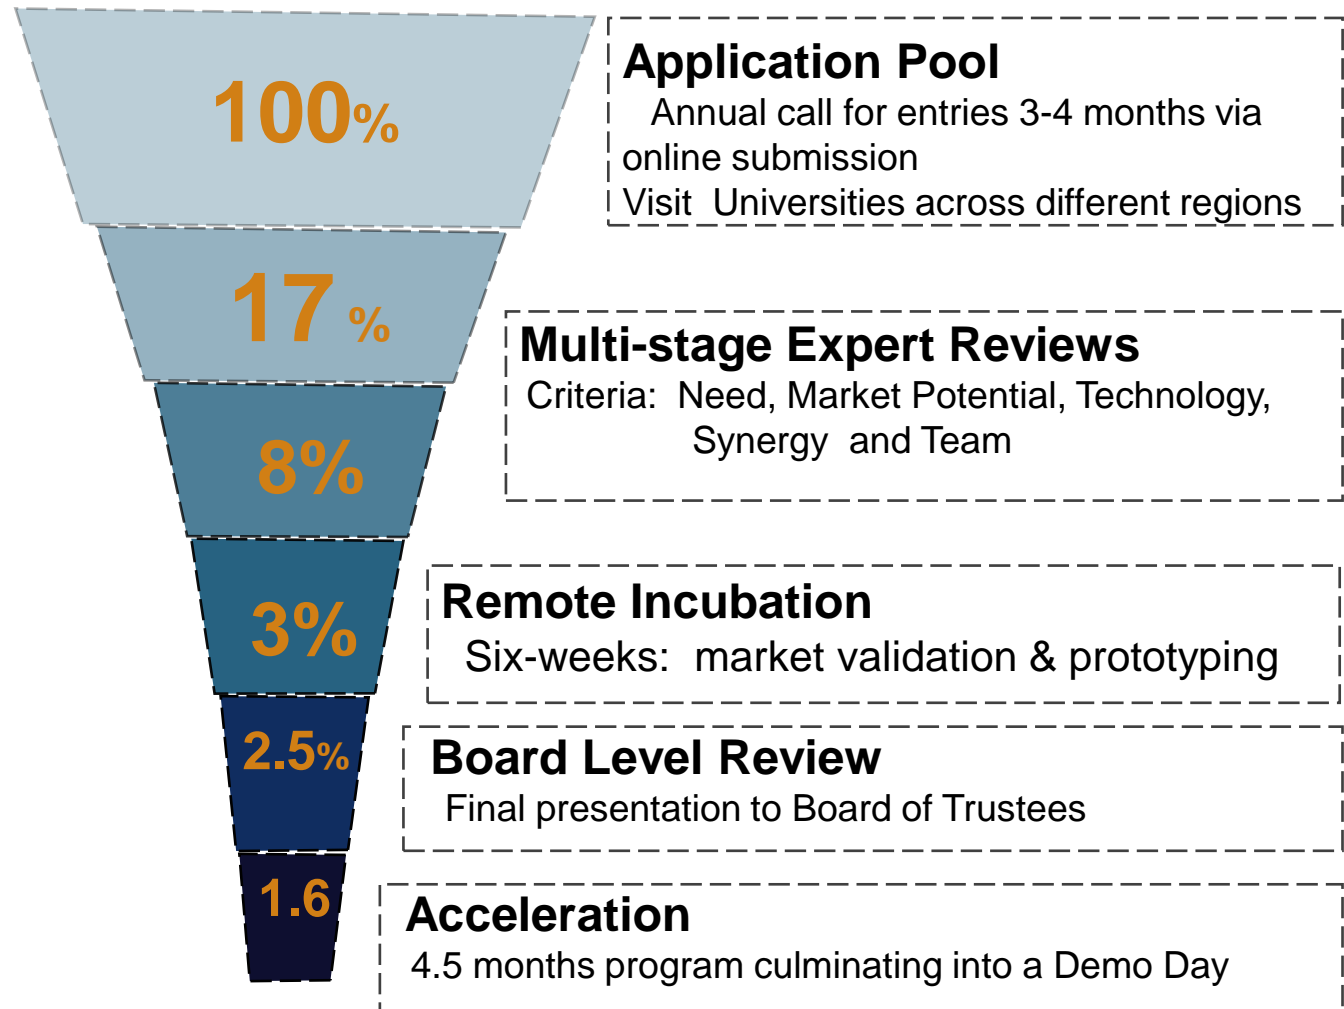 100%
Application Pool
Annual call for entries 3-4 months via
online submission
Visit Universities across different regions
17 %
Multi-stage Expert Reviews
Criteria: Need, Market Potential, Technology,
Synergy and Team
8%
3%
Remote Incubation
Six-weeks: market validation & prototyping
2.5%
Board Level Review
Final presentation to Board of Trustees
1.6
Acceleration
4.5 months program culminating into a Demo Day